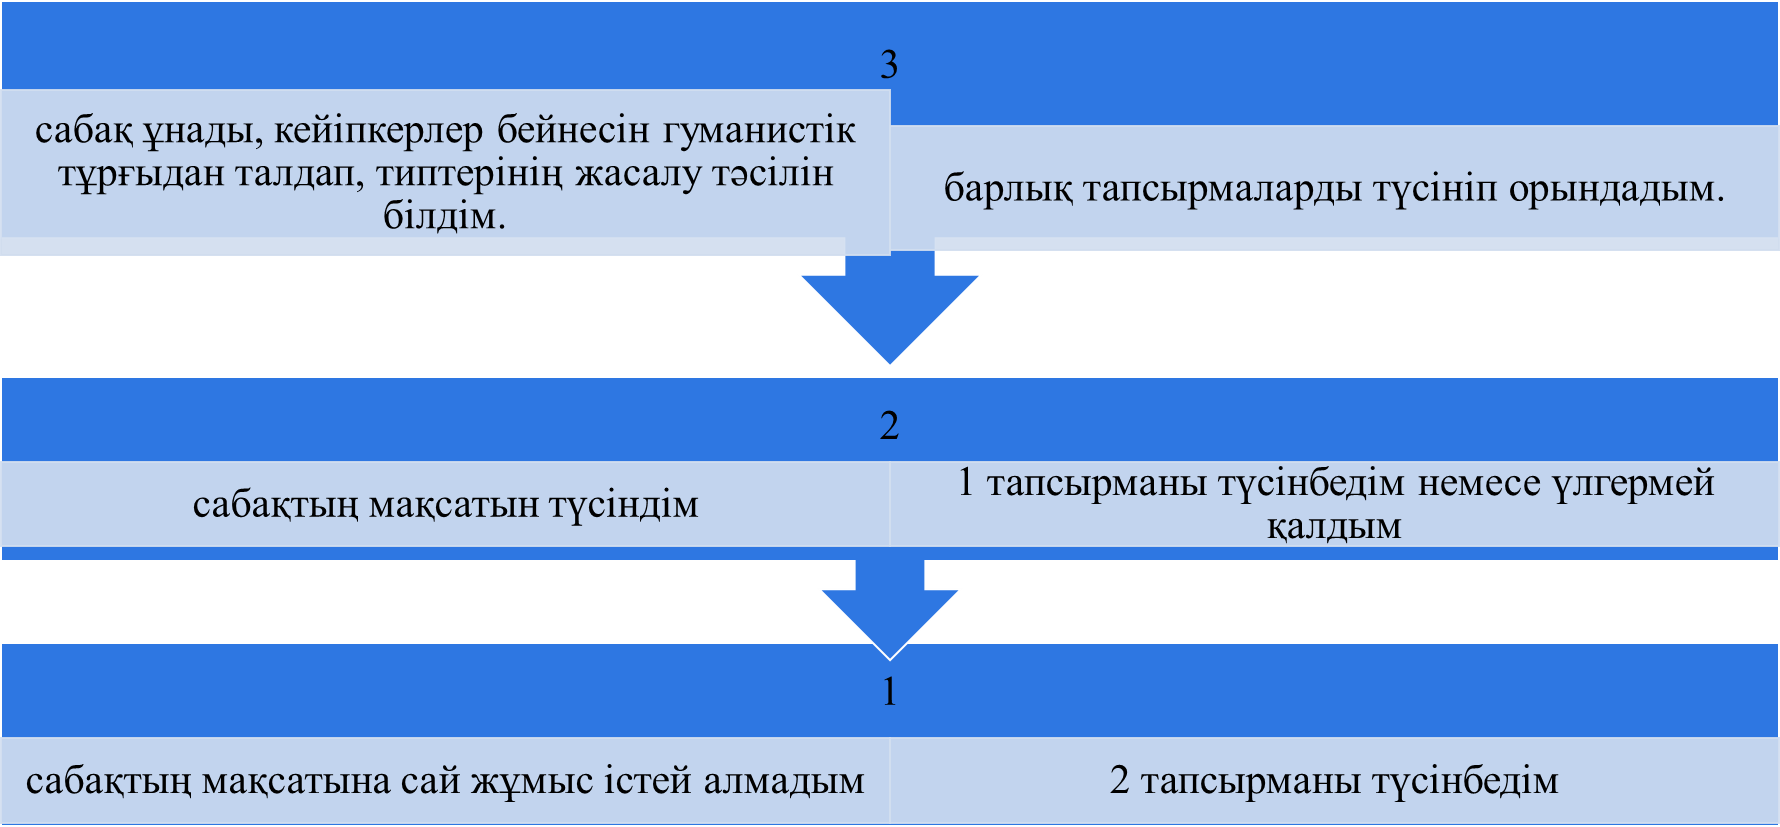 3
сабақ ұнады, кейіпкерлер бейнесін гуманистік
тұрғыдан талдап, типтерінің жасалу тәсілін
білдім.
барлық тапсырмаларды түсініп орындадым.
2
сабақтың мақсатын түсіндім
1 тапсырманы түсінбедім немесе үлгермей
қалдым
1
сабақтың мақсатына сай жұмыс істей алмадым
2 тапсырманы түсінбедім